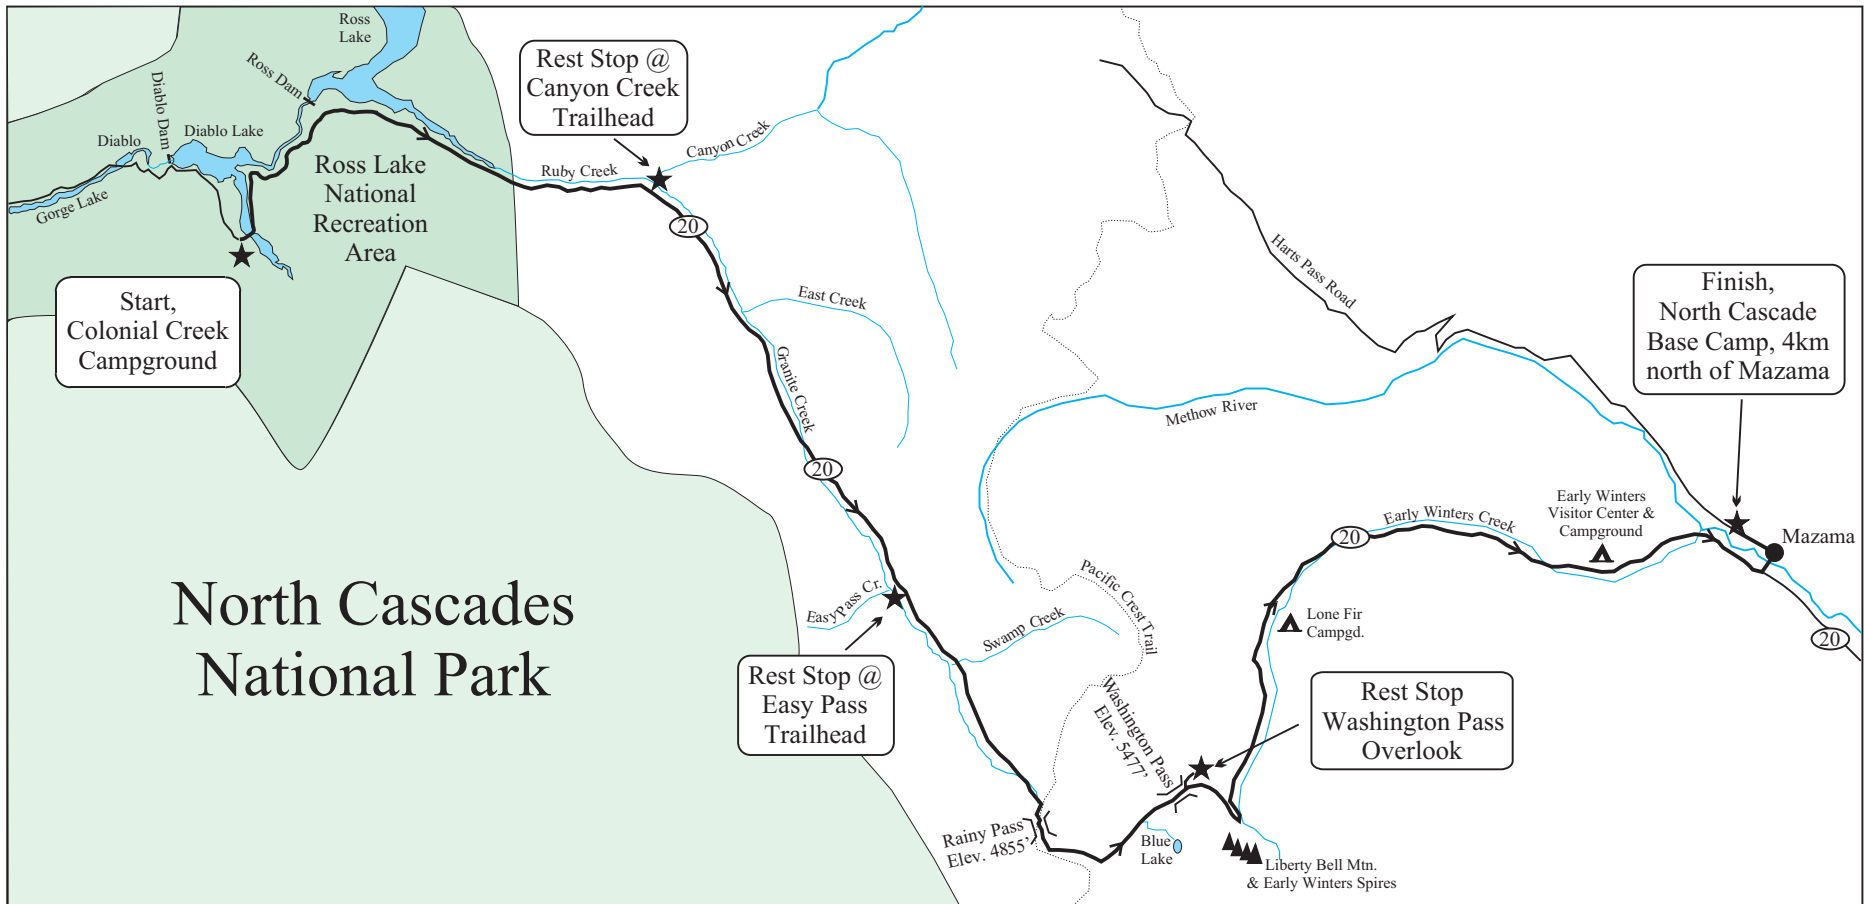 Ross
Lake
Ross Dam
Diablo Dam
Diablo
Diablo Lake
Gorge Lake
Ross Lake
National
Recreation
Area
Start,
Colonial Creek
Campground
Rest Stop @
Canyon Creek
Trailhead
Ruby Creek
Canyon Creek
20
East Creek
Granite Creek
20
Harts Pass Road
Methow River
Finish,
North Cascade
Base Camp, 4km
north of Mazama
Early Winters
Visitor Center &
Campground
Early Winters Creek
20
Mazama
20
Lone Fir
Campgd.
Pacific Crest Trail
Easy Pass Cr.
Swamp Creek
North Cascades
National Park
Rest Stop @
Easy Pass
Trailhead
Washington Pass
Elev. 5477'
Rest Stop
Washington Pass
Overlook
Rainy Pass
Elev. 4855'
Blue
Lake
Liberty Bell Mtn.
& Early Winters Spires